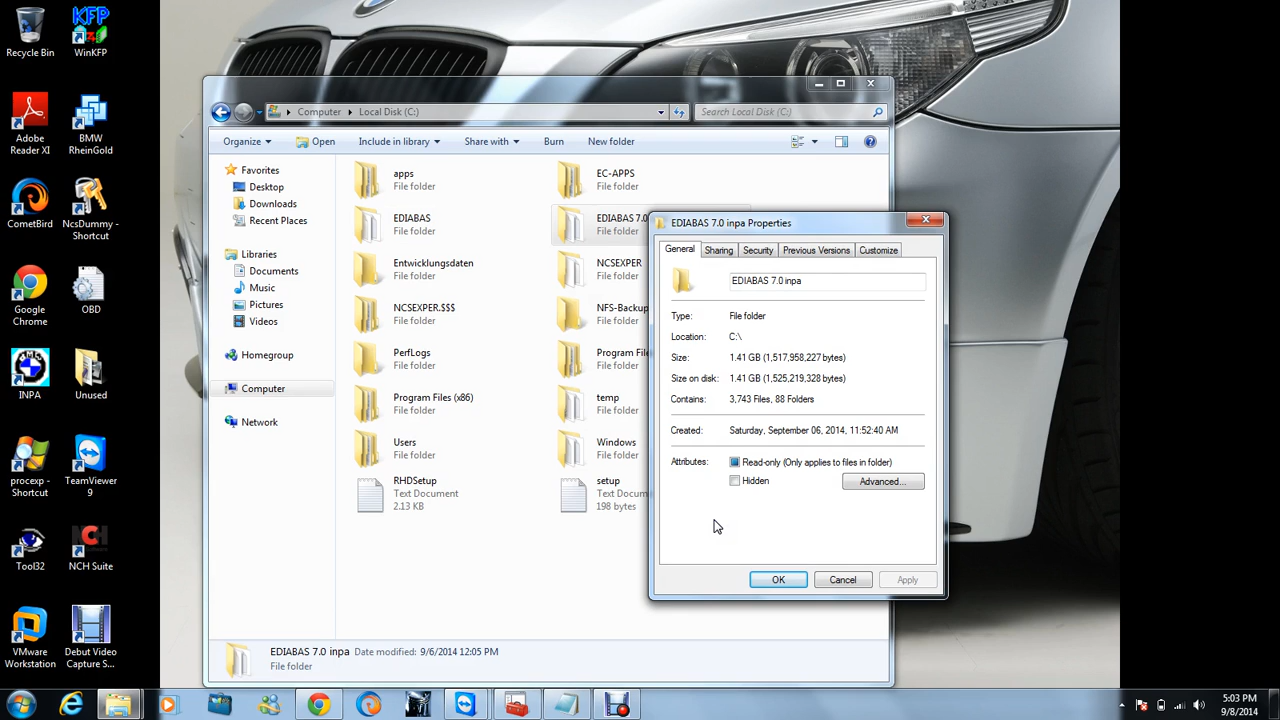 Recycle Bin
WinKFP
Adobe Reader XI
BMW RheinGold
CometBird
NcsDummy - Shortcut
Google Chrome
OBD
INPA
Unused
procexp - Shortcut
TeamViewer 9
Tool32
NCH Suite
VMware Workstation
Debut Video Capture S...
Computer Local Disk (C:)
Search Local Disk (C:)
Organize Open Include in library Share with Burn New folder
Favorites
Desktop
Downloads
Recent Places
Libraries
Documents
Music
Pictures
Videos
Homegroup
Computer
Network
apps
File folder
EC-APPS
File folder
EDIABAS
File folder
EDIABAS 7.0
File folder
Entwicklungsdaten
File folder
NCSEXPER
File folder
NCSEXPER.$$$
File folder
NFS-Backup
File folder
PerfLogs
File folder
Program Fil
File folder
Program Files (x86)
File folder
temp
File folder
Users
File folder
Windows
File folder
RHDSetup
Text Document
2.13 KB
setup
Text Docum
198 bytes
EDIABAS 7.0 inpa Date modified: 9/6/2014 12:05 PM
File folder
EDIABAS 7.0 inpa Properties
General Sharing Security Previous Versions Customize
EDIABAS 7.0 inpa
Type: File folder
Location: C:\
Size: 1.41 GB (1,517,958,227 bytes)
Size on disk: 1.41 GB (1,525,219,328 bytes)
Contains: 3,743 Files, 88 Folders
Created: Saturday, September 06, 2014, 11:52:40 AM
Attributes: Read-only (Only applies to files in folder)
Hidden Advanced...
OK Cancel Apply
5:03 PM
9/8/2014